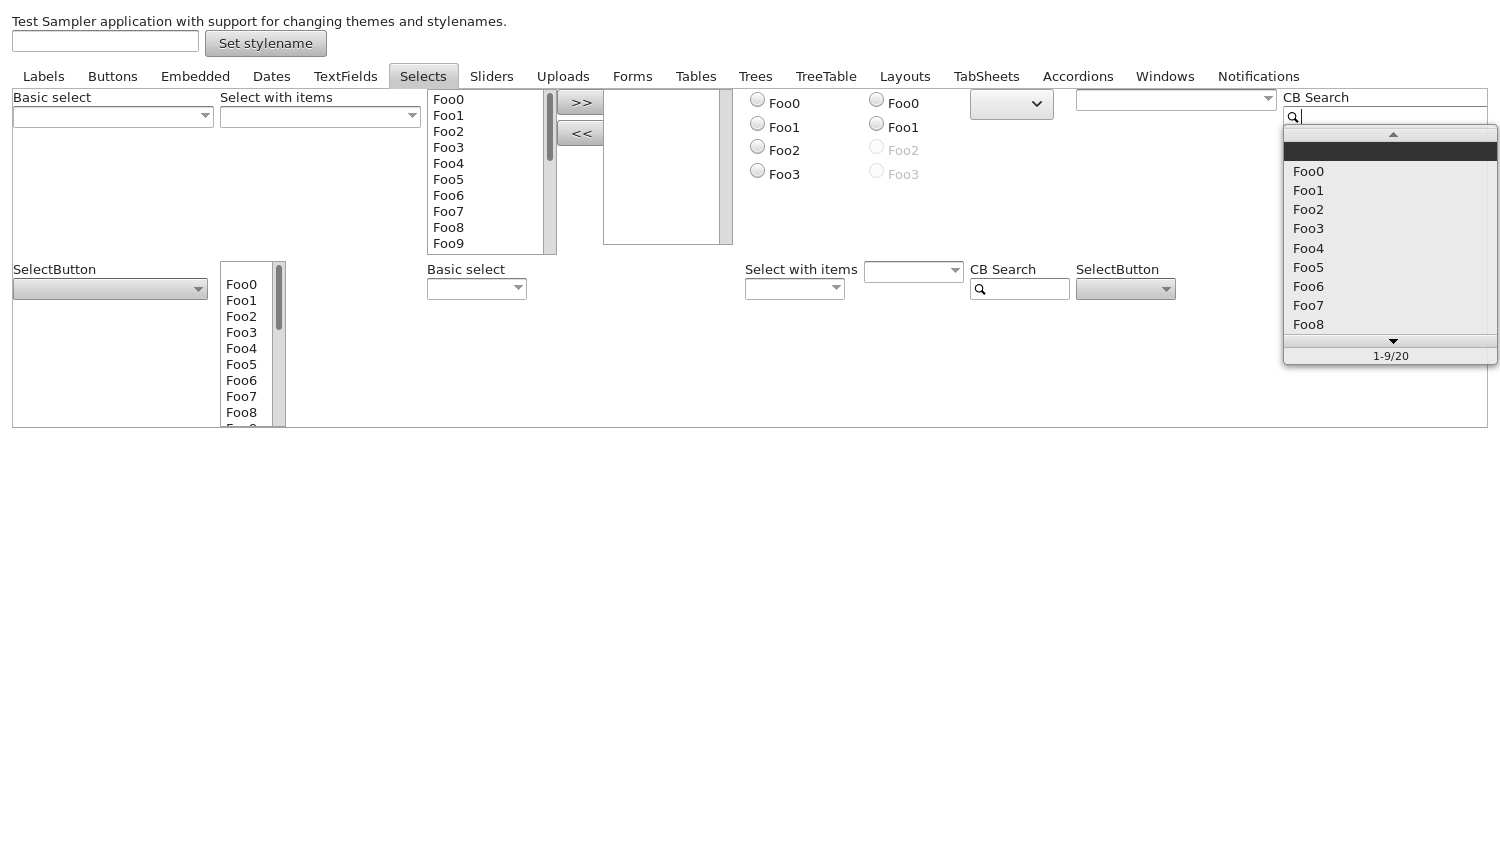 Test Sampler application with support for changing themes and stylenames.
Set stylename
Labels Buttons Embedded Dates TextFields Selects Sliders Uploads Forms Tables Trees TreeTable Layouts TabSheets Accordions Windows Notifications
Basic select
Select with items
Foo0
Foo1
Foo2
Foo3
Foo4
Foo5
Foo6
Foo7
Foo8
Foo9
>>
<<
Foo0
Foo1
Foo2
Foo3
Foo0
Foo1
Foo2
Foo3
CB Search
Foo0
Foo1
Foo2
Foo3
Foo4
Foo5
Foo6
Foo7
Foo8
1-9/20
SelectButton
Foo0
Foo1
Foo2
Foo3
Foo4
Foo5
Foo6
Foo7
Foo8
Basic select
Select with items
CB Search
SelectButton